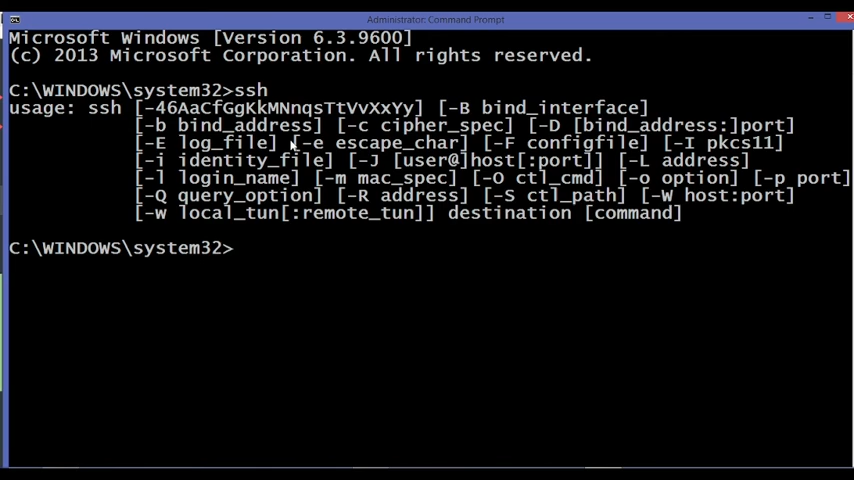 Administrator: Command Prompt
Microsoft Windows [Version 6.3.9600]
(c) 2013 Microsoft Corporation. All rights reserved.
C:\WINDOWS\system32>ssh
usage: ssh [-46AaCfGgKkMNnqsTtVvXxYy] [-B bind_interface]
[-b bind_address] [-c cipher_spec] [-D [bind_address:]port]
[-E log_file] [-e escape_char] [-F configfile] [-I pkcs11]
[-i identity_file] [-J [user@]host[:port]] [-L address]
[-l login_name] [-m mac_spec] [-O ctl_cmd] [-o option] [-p port]
[-Q query_option] [-R address] [-S ctl_path] [-W host:port]
[-w local_tun[:remote_tun]] destination [command]
C:\WINDOWS\system32>